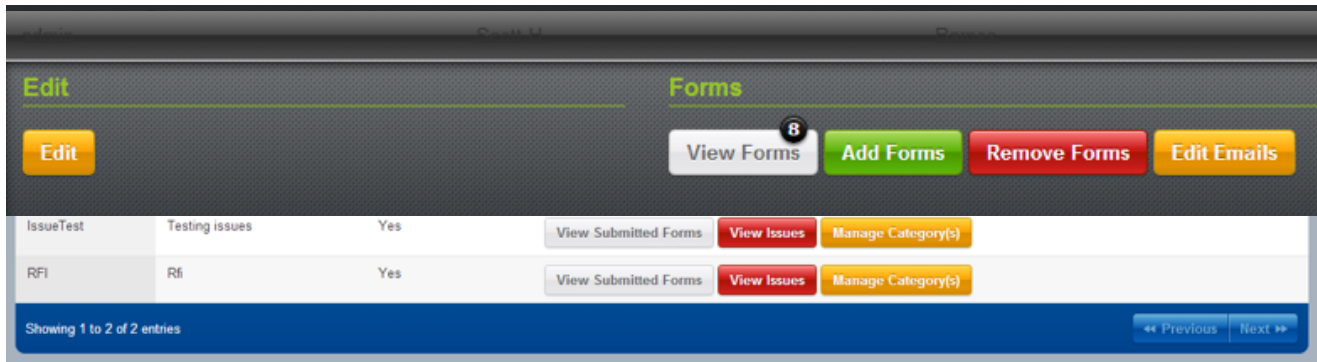 admin Scott H
Edit Forms
8
Edit View Forms Add Forms Remove Forms Edit Emails
IssueTest Testing issues Yes View Submitted Forms View Issues Manage Category(s)
RFI Rfi Yes View Submitted Forms View Issues Manage Category(s)
Showing 1 to 2 of 2 entries Previous Next